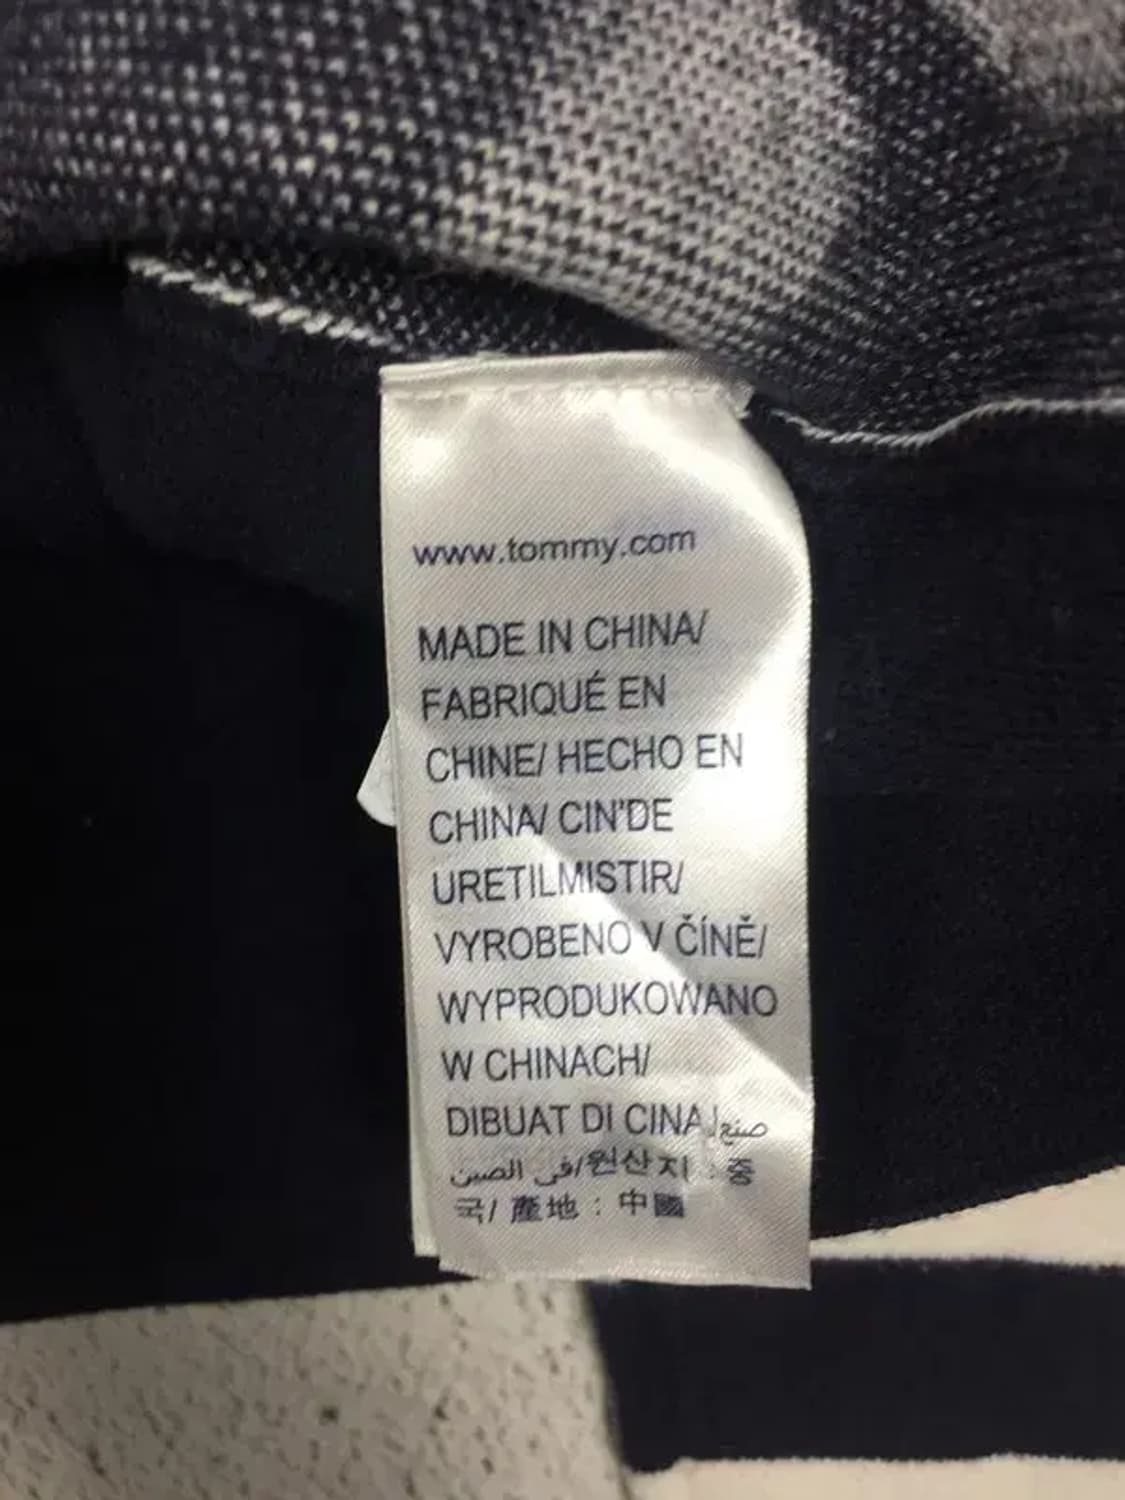 www.tommy.com
MADE IN CHINA/
FABRIQUÉ EN
CHINE/ HECHO EN
CHINA/ CIN'DE
URETILMISTIR/
VYROBENO V ČÍNĚ/
WYPRODUKOWANO
W CHINACH/
DIBUAT DI CINA/صنع
فى الصين/원산지 : 중
국/ 產地 : 中國